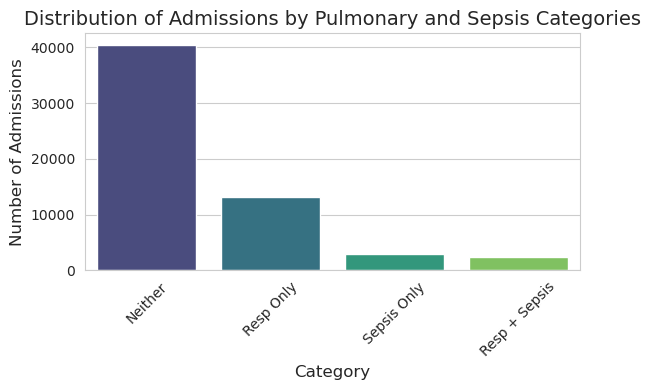 Distribution of Admissions by Pulmonary and Sepsis Categories
Number of Admissions
40000
30000
20000
10000
0
Neither
Resp Only
Sepsis Only
Resp + Sepsis
Category